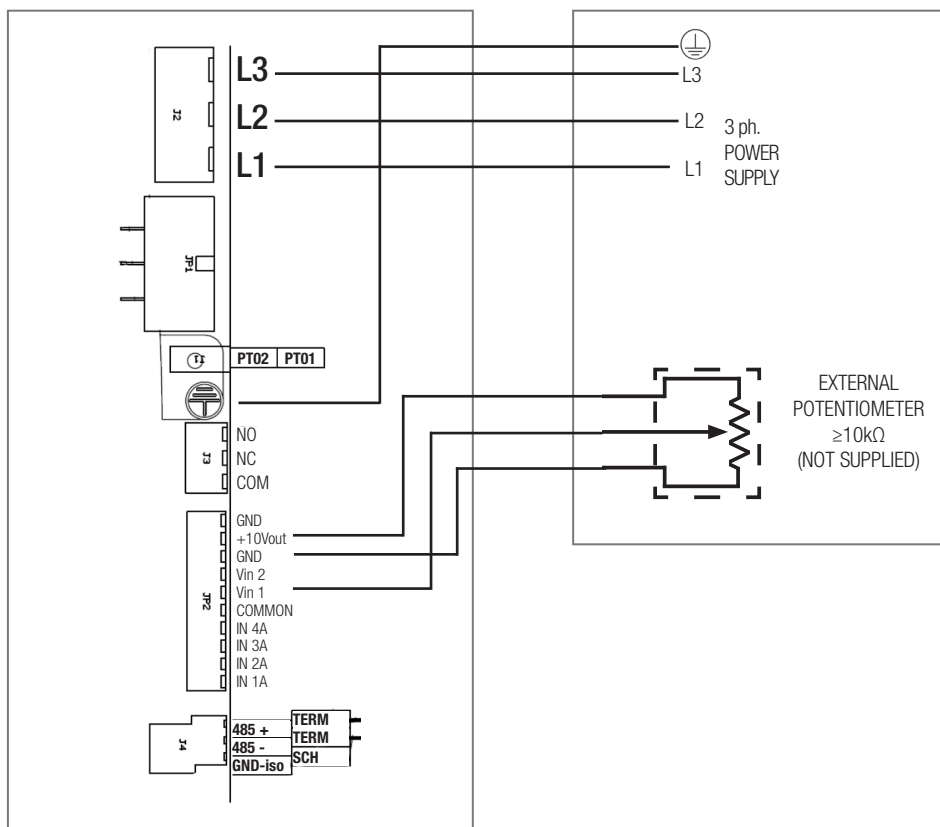 L3
L3
J2
L2
L2
3 ph.
POWER
SUPPLY
L1
L1
JP1
J1
PT02 PT01
EXTERNAL
POTENTIOMETER
≥10kΩ
(NOT SUPPLIED)
J3
NO
NC
COM
JP2
GND
+10Vout
GND
Vin 2
Vin 1
COMMON
IN 4A
IN 3A
IN 2A
IN 1A
J4
TERM
485 +
TERM
485 -
SCH
GND-iso